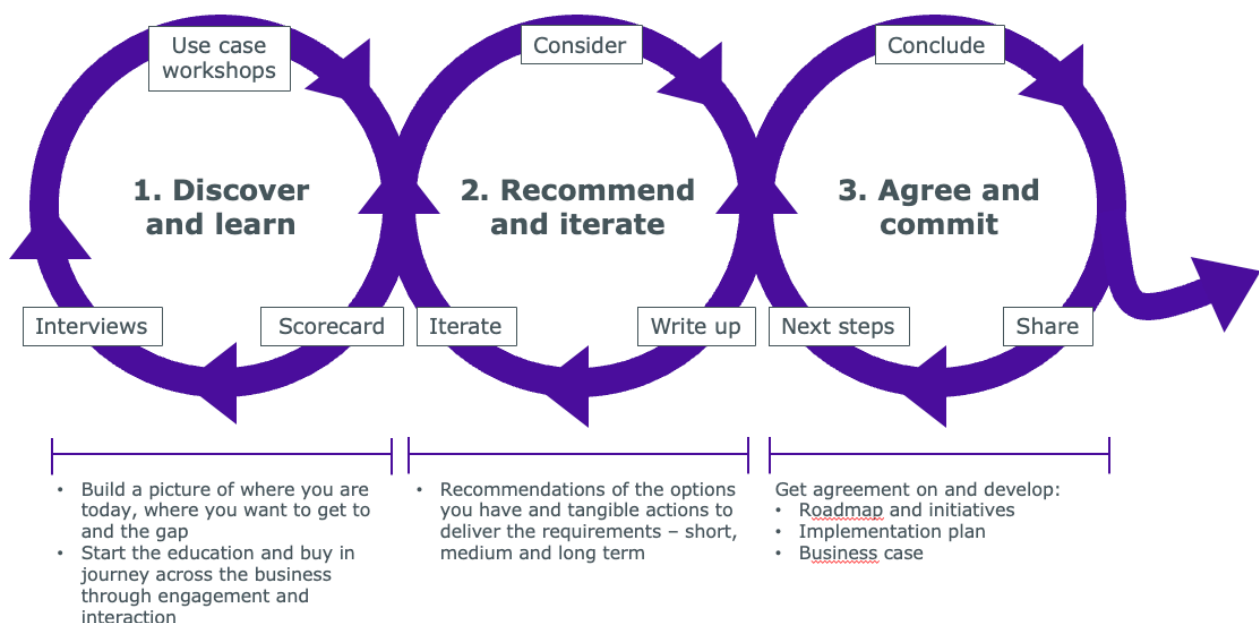 Use case
workshops
1. Discover
and learn
Interviews
Scorecard
Consider
2. Recommend
and iterate
Iterate
Write up
Conclude
3. Agree and
commit
Next steps
Share
• Build a picture of where you are
today, where you want to get to
and the gap
• Start the education and buy in
journey across the business
through engagement and
interaction
• Recommendations of the options
you have and tangible actions to
deliver the requirements – short,
medium and long term
Get agreement on and develop:
• Roadmap and initiatives
• Implementation plan
• Business case